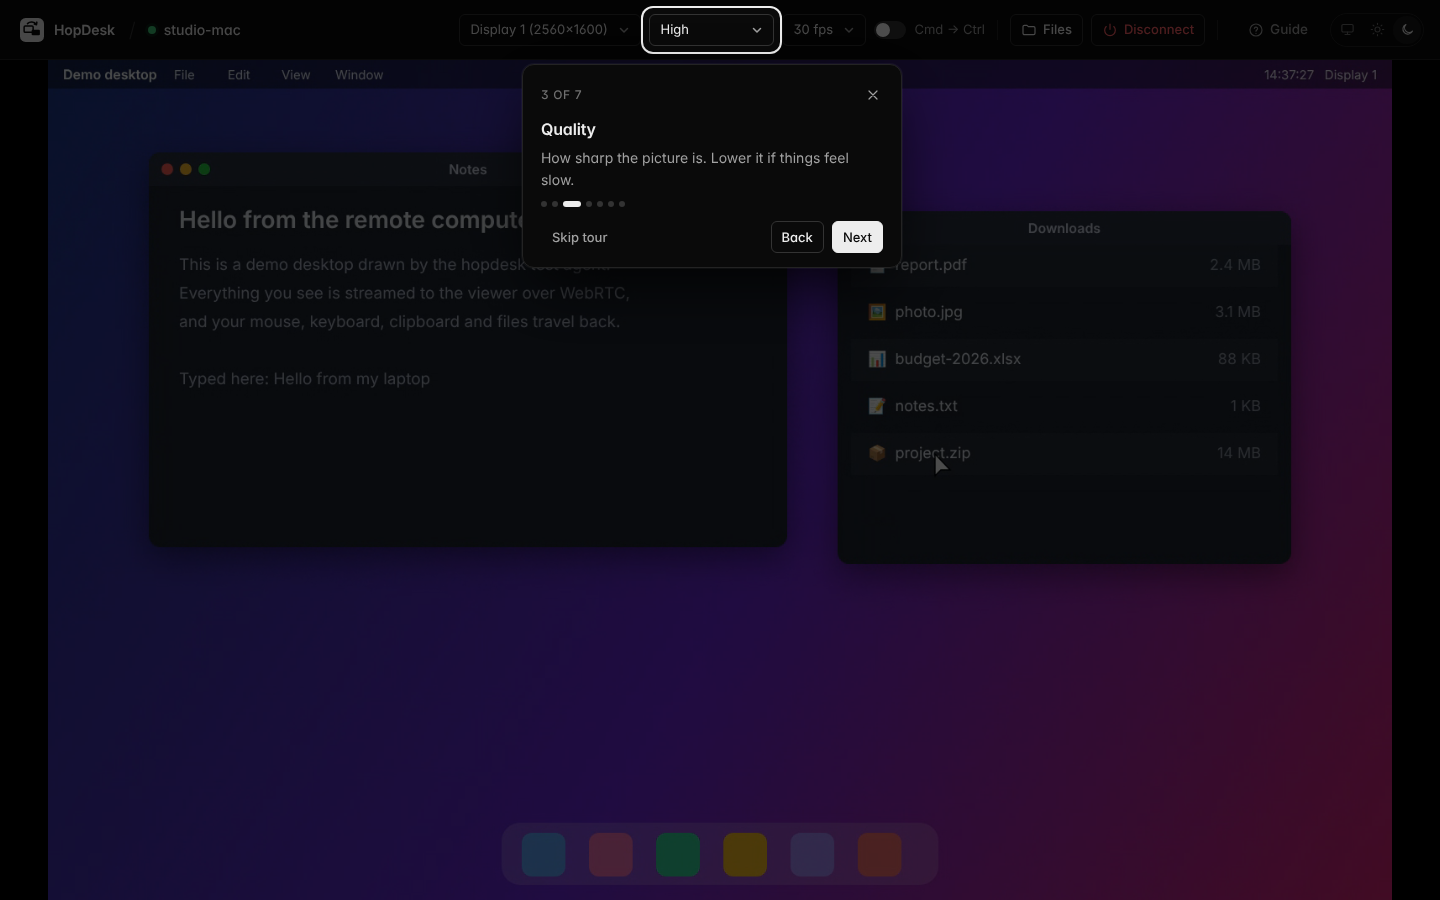 HopDesk / studio-mac
Display 1 (2560×1600)
High
30 fps
Cmd → Ctrl
Files
Disconnect
Guide
Demo desktop File Edit View Window
14:37:27 Display 1
3 OF 7
Quality
How sharp the picture is. Lower it if things feel
slow.
Skip tour
Back
Next
Notes
Hello from the remote compute
This is a demo desktop drawn by the hopdesk test agent.
Everything you see is streamed to the viewer over WebRTC,
and your mouse, keyboard, clipboard and files travel back.
Typed here: Hello from my laptop
Downloads
report.pdf 2.4 MB
photo.jpg 3.1 MB
budget-2026.xlsx 88 KB
notes.txt 1 KB
project.zip 14 MB